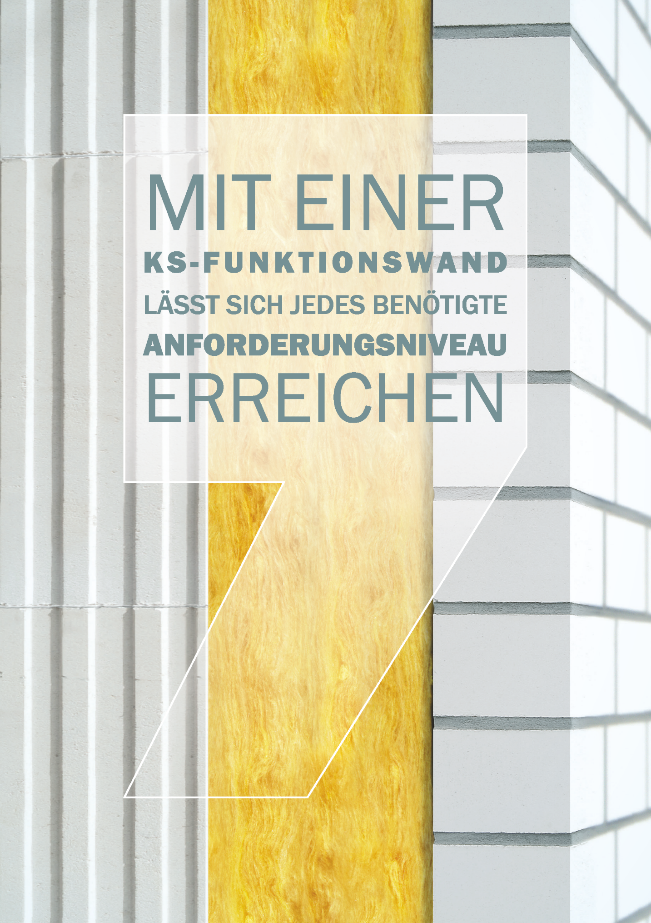 MIT EINER
KS-FUNKTIONSWAND
LÄSST SICH JEDES BENÖTIGTE
ANFORDERUNGSNIVEAU
ERREICHEN